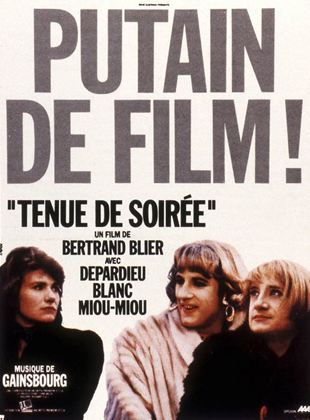 PUTAIN
DE FILM!
"TENUE DE SOIRÉE"
UN FILM DE
BERTRAND BLIER
AVEC
DEPARDIEU
BLANC
MIOU-MIOU
MUSIQUE DE
GAINSBOURG